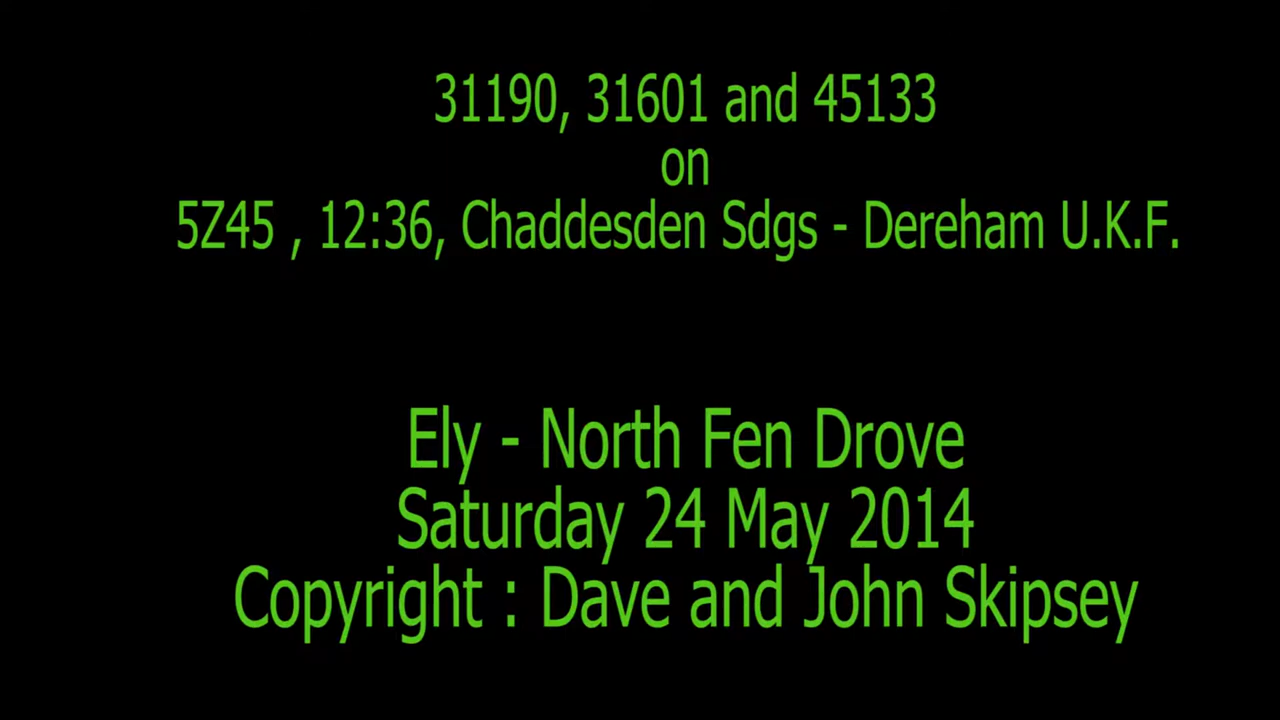 31190, 31601 and 45133
on
5Z45 , 12:36, Chaddesden Sdgs - Dereham U.K.F.
Ely - North Fen Drove
Saturday 24 May 2014
Copyright : Dave and John Skipsey